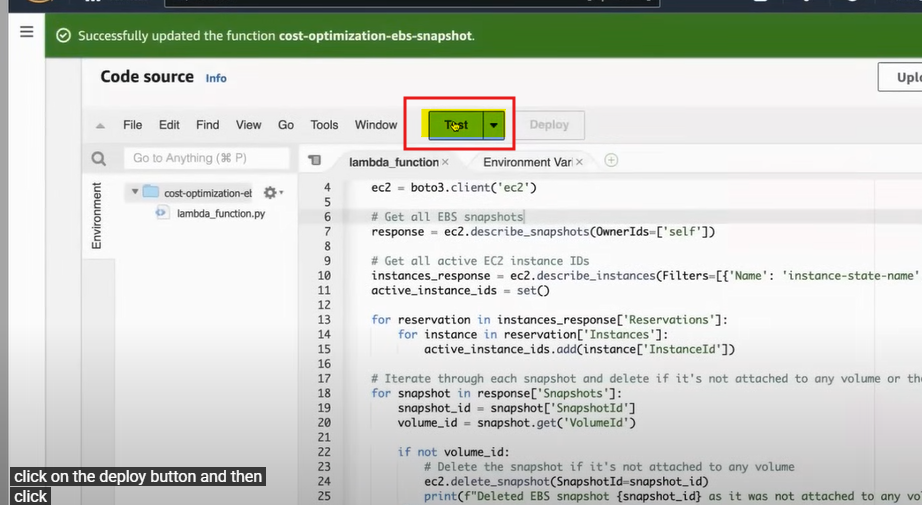 Successfully updated the function cost-optimization-ebs-snapshot.
Code source Info
File Edit Find View Go Tools Window Test Deploy
Go to Anything (⌘ P)
lambda_function × Environment Vari ×
Environment
cost-optimization-eb
lambda_function.py
4 ec2 = boto3.client('ec2')
5
6 # Get all EBS snapshots
7 response = ec2.describe_snapshots(OwnerIds=['self'])
8
9 # Get all active EC2 instance IDs
10 instances_response = ec2.describe_instances(Filters=[{'Name': 'instance-state-name'
11 active_instance_ids = set()
12
13 for reservation in instances_response['Reservations']:
14 for instance in reservation['Instances']:
15 active_instance_ids.add(instance['InstanceId'])
16
17 # Iterate through each snapshot and delete if it's not attached to any volume or the
18 for snapshot in response['Snapshots']:
19 snapshot_id = snapshot['SnapshotId']
20 volume_id = snapshot.get('VolumeId')
21
22 if not volume_id:
23 # Delete the snapshot if it's not attached to any volume
24 ec2.delete_snapshot(SnapshotId=snapshot_id)
25 print(f"Deleted EBS snapshot {snapshot_id} as it was not attached to any vo
click on the deploy button and then
click